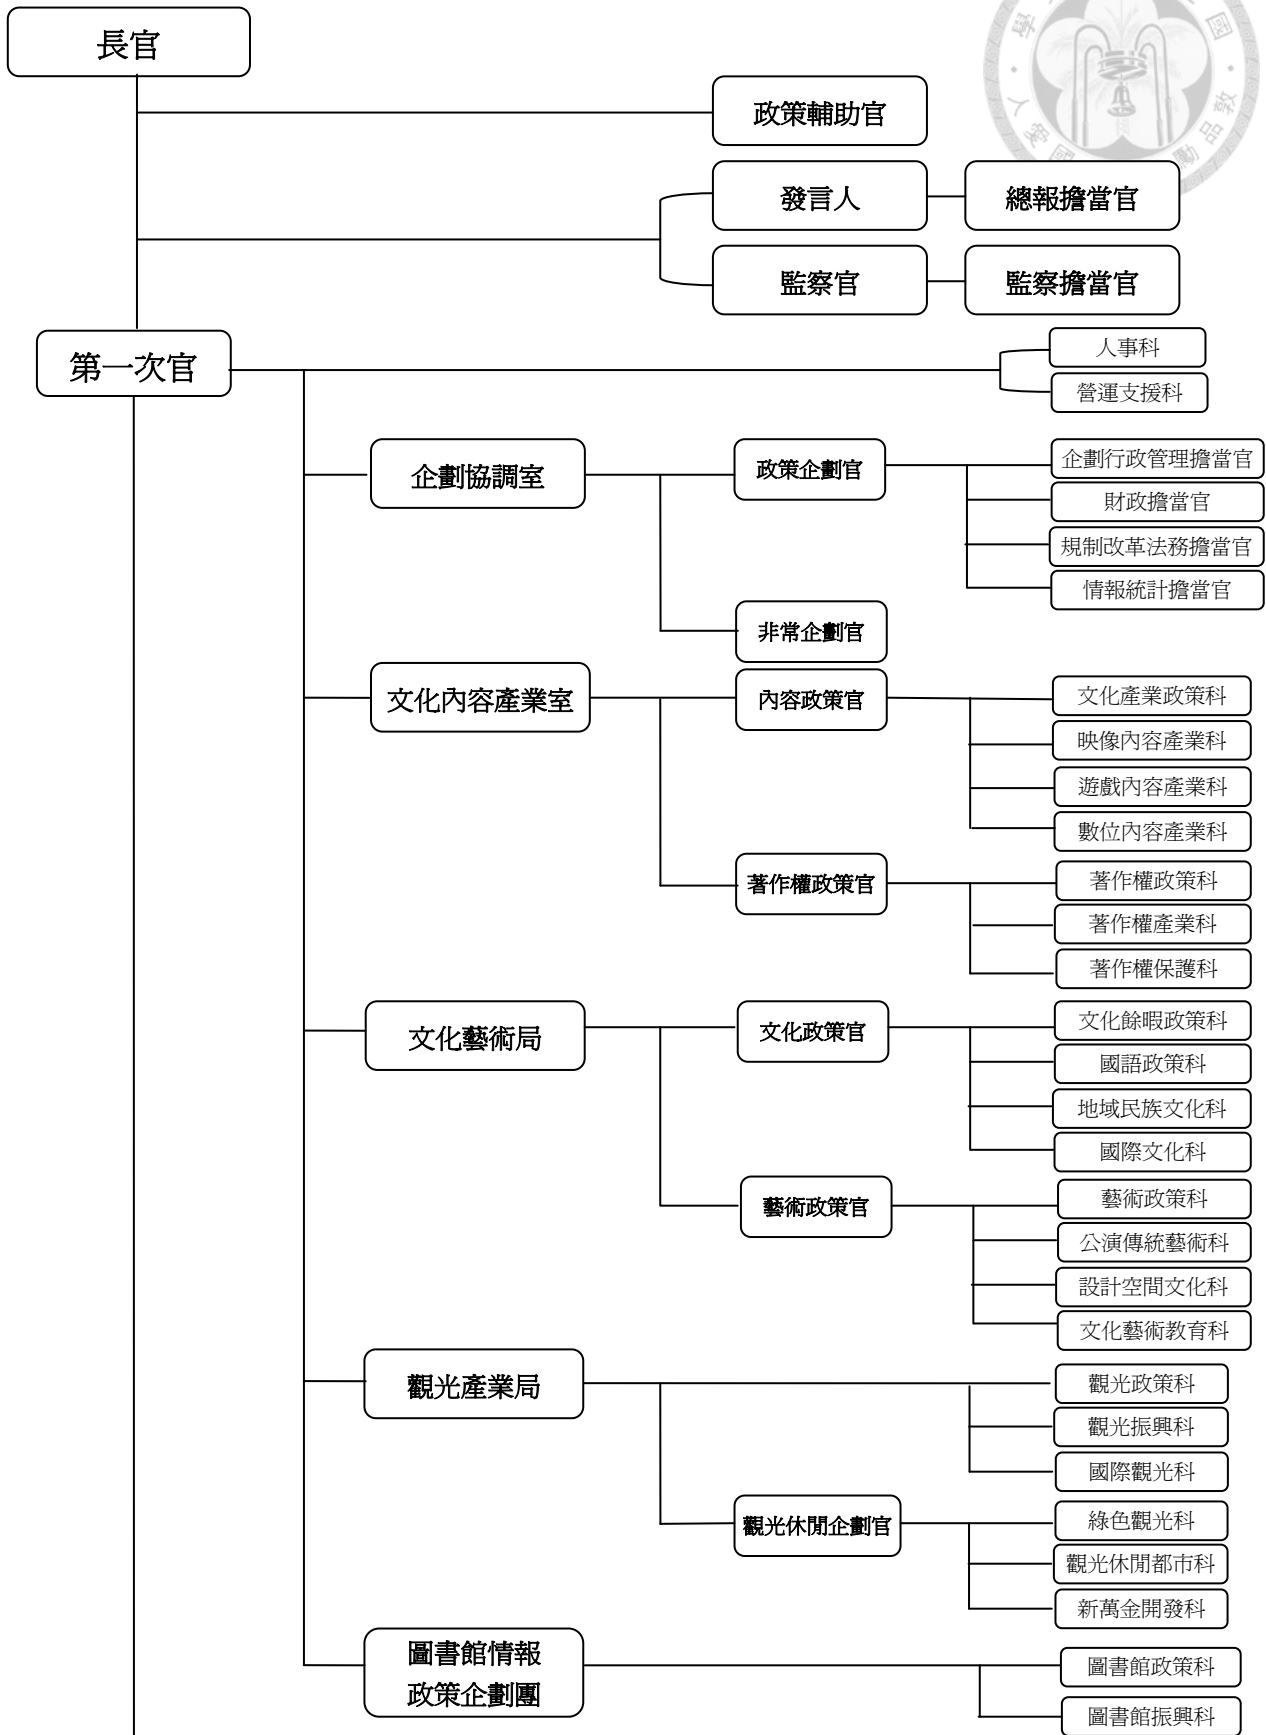 長官
政策輔助官
發言人
總報擔當官
監察官
監察擔當官
第一次官
人事科
營運支援科
企劃協調室
政策企劃官
企劃行政管理擔當官
財政擔當官
規制改革法務擔當官
情報統計擔當官
非常企劃官
文化內容產業室
內容政策官
文化產業政策科
映像內容產業科
遊戲內容產業科
數位內容產業科
著作權政策官
著作權政策科
著作權產業科
著作權保護科
文化藝術局
文化政策官
文化餘暇政策科
國語政策科
地域民族文化科
國際文化科
藝術政策官
藝術政策科
公演傳統藝術科
設計空間文化科
文化藝術教育科
觀光產業局
觀光政策科
觀光振興科
國際觀光科
觀光休閒企劃官
綠色觀光科
觀光休閒都市科
新萬金開發科
圖書館情報
政策企劃團
圖書館政策科
圖書館振興科